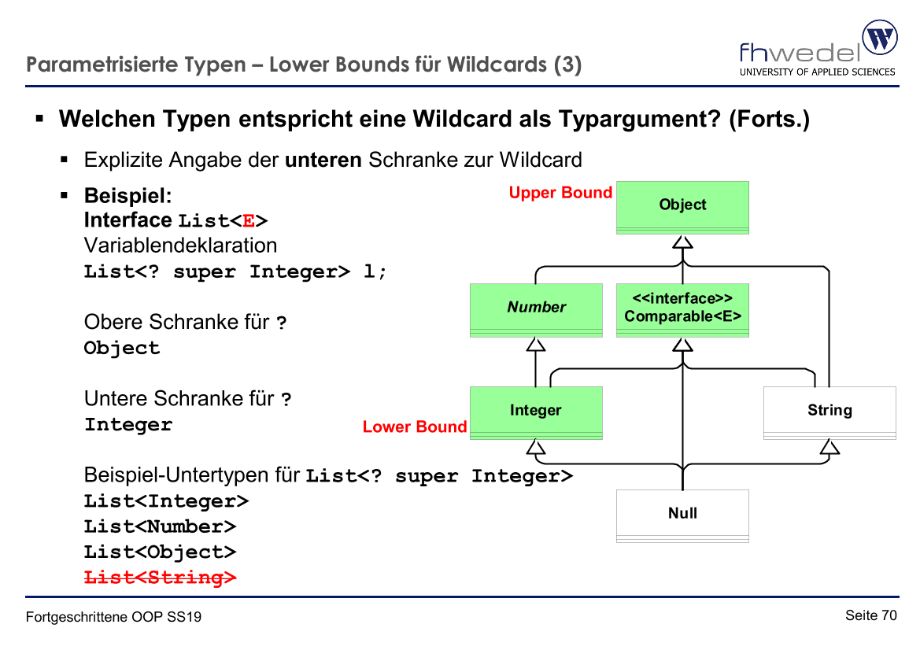 Parametrisierte Typen – Lower Bounds für Wildcards (3)
fhwedel
UNIVERSITY OF APPLIED SCIENCES
W
▪ Welchen Typen entspricht eine Wildcard als Typargument? (Forts.)
▪ Explizite Angabe der unteren Schranke zur Wildcard
▪ Beispiel:
Interface List<E>
Variablendeklaration
List<? super Integer> l;
Obere Schranke für ?
Object
Untere Schranke für ?
Integer
Beispiel-Untertypen für List<? super Integer>
List<Integer>
List<Number>
List<Object>
List<String>
Upper Bound
Object
Number
<<interface>>
Comparable<E>
Lower Bound
Integer
String
Null
Fortgeschrittene OOP SS19
Seite 70